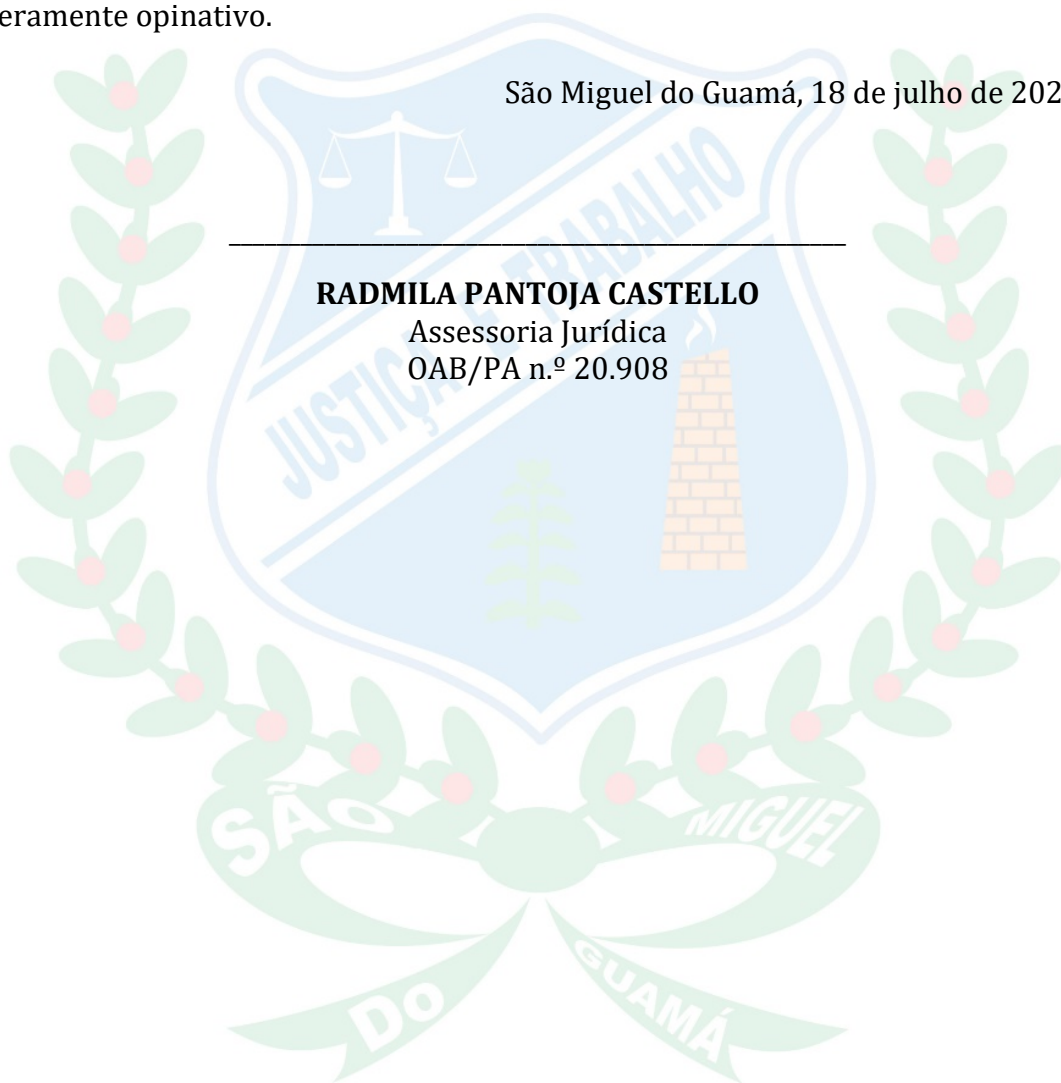 eramente opinativo.
São Miguel do Guamá, 18 de julho de 202
RADMILA PANTOJA CASTELLO
Assessoria Jurídica
OAB/PA n.º 20.908
JUSTIÇA E TRABALHO
SÃO MIGUEL
DO GUAMÁ